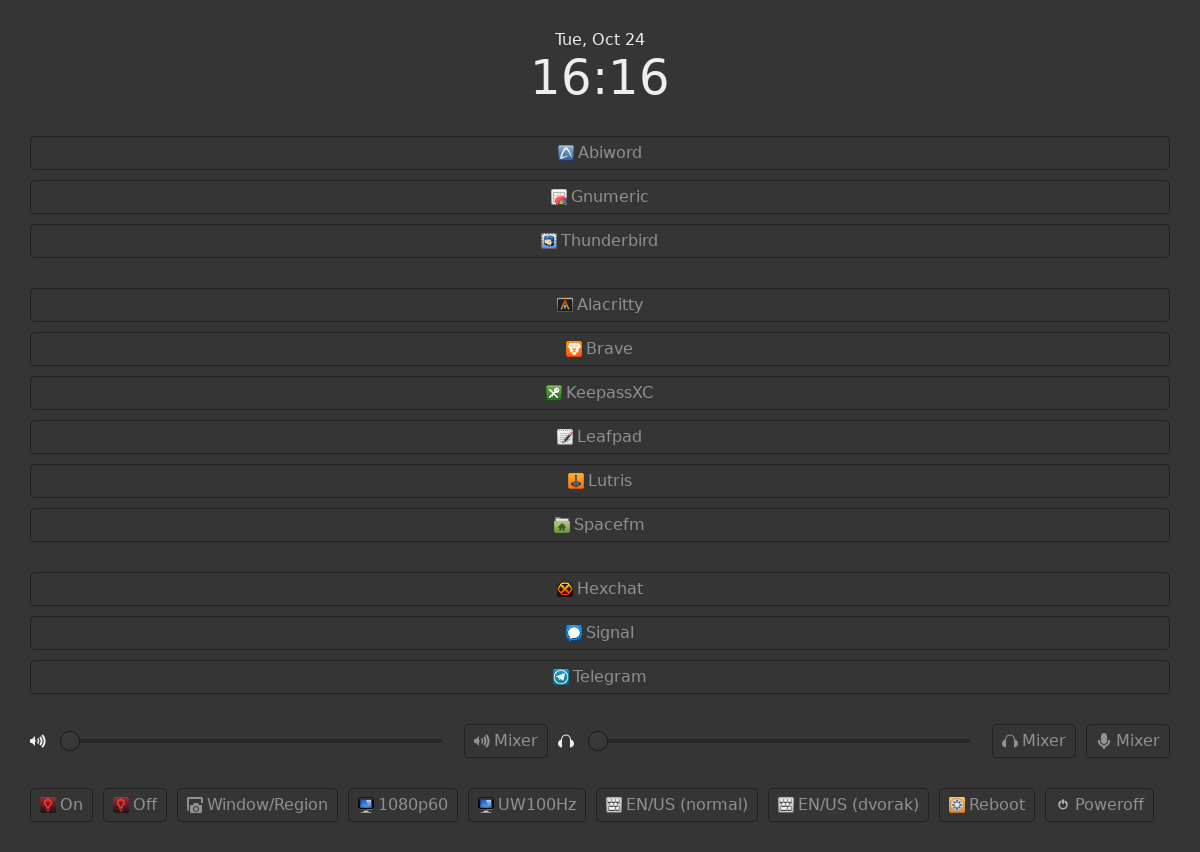 Tue, Oct 24
16:16
Abiword
Gnumeric
Thunderbird
Alacritty
Brave
KeepassXC
Leafpad
Lutris
Spacefm
Hexchat
Signal
Telegram
Mixer Mixer Mixer
On Off Window/Region 1080p60 UW100Hz EN/US (normal) EN/US (dvorak) Reboot Poweroff